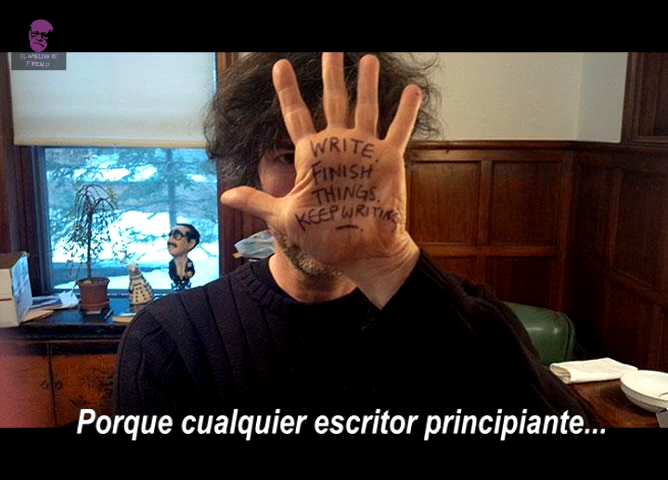 WRITE.
FINISH
THINGS.
KEEP WRITING
Porque cualquier escritor principiante...